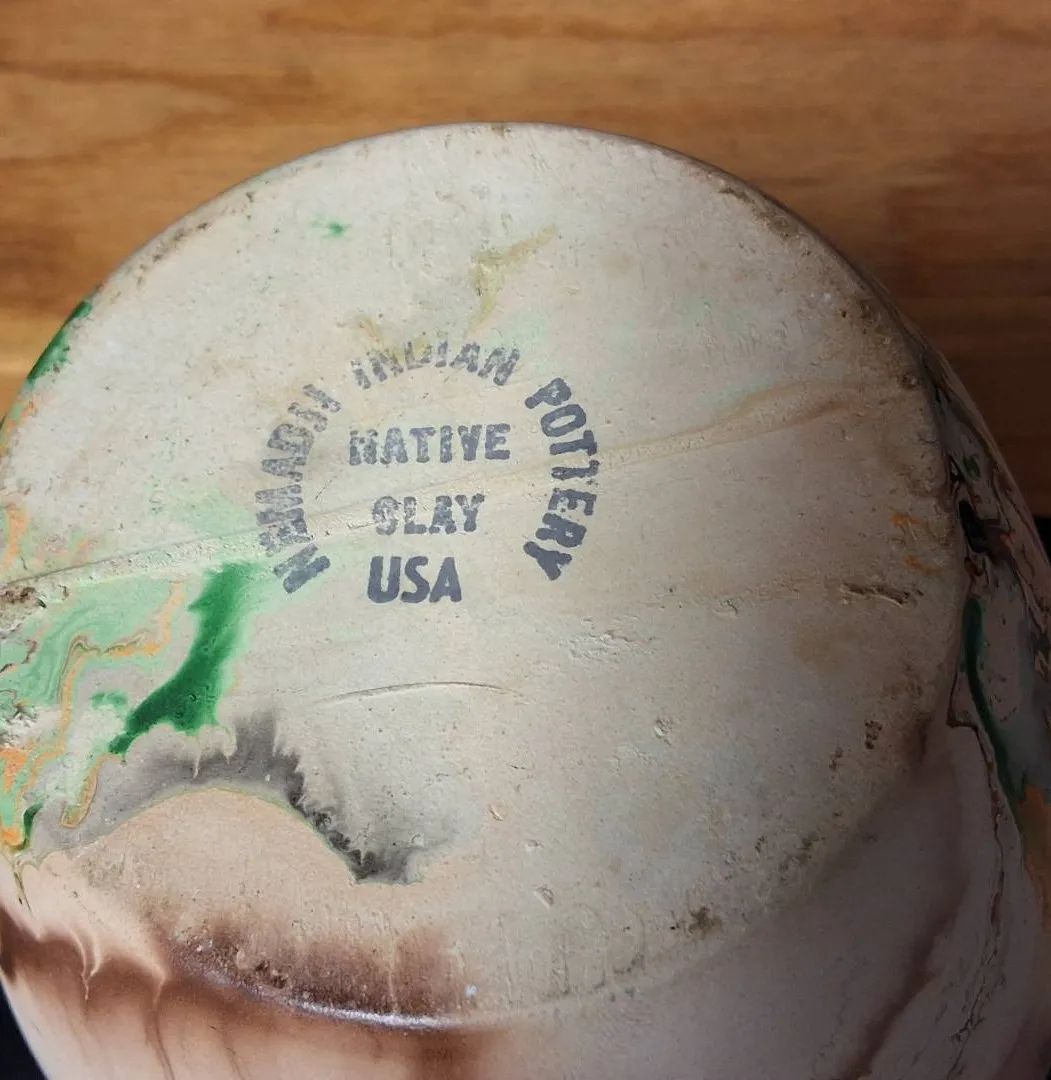 NEMADJI INDIAN POTTERY
NATIVE
CLAY
USA